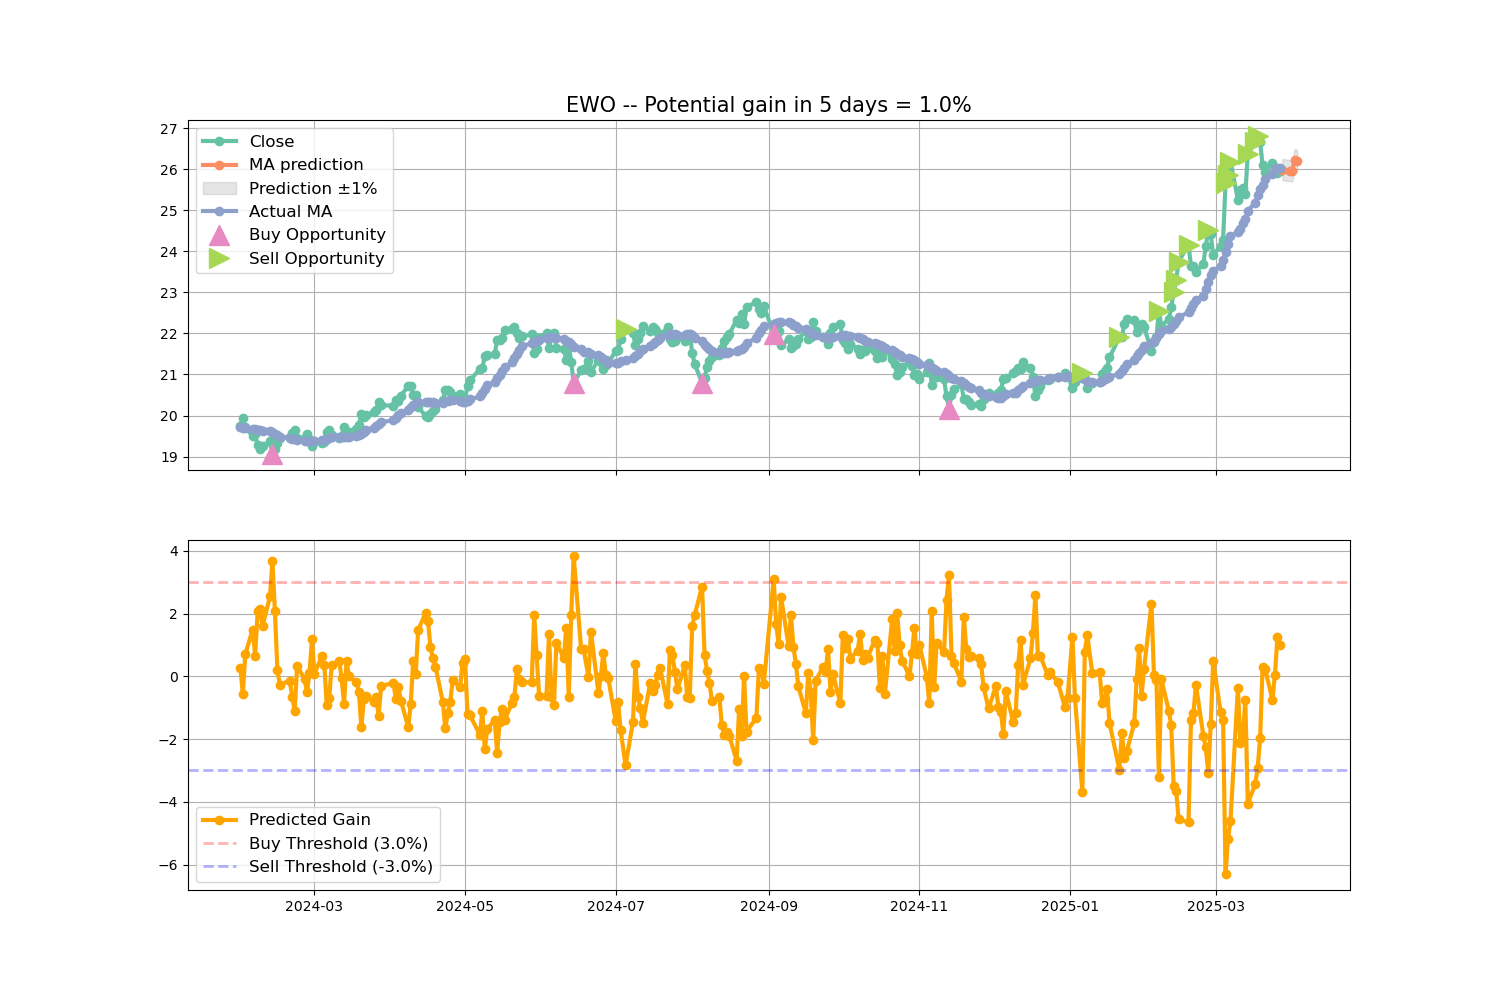 EWO -- Potential gain in 5 days = 1.0%
27
26
25
24
23
22
21
20
19
Close
MA prediction
Prediction ±1%
Actual MA
Buy Opportunity
Sell Opportunity
4
2
0
−2
−4
−6
Predicted Gain
Buy Threshold (3.0%)
Sell Threshold (-3.0%)
2024-03
2024-05
2024-07
2024-09
2024-11
2025-01
2025-03